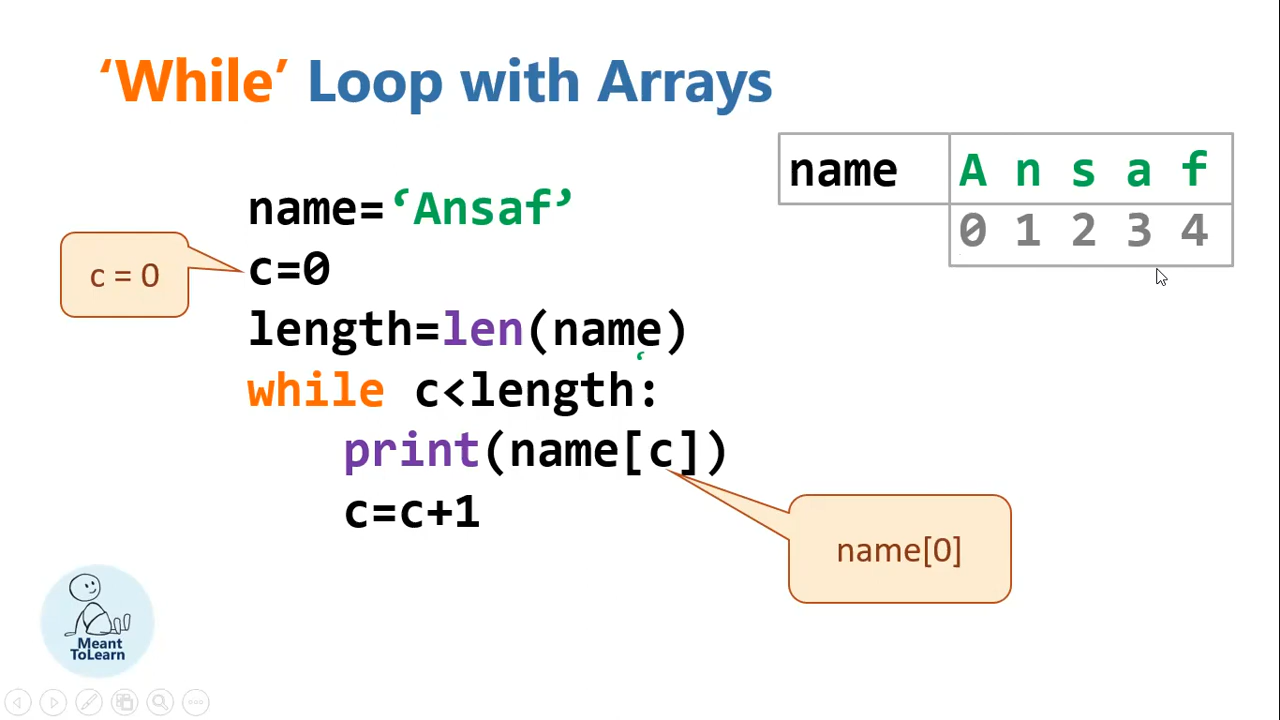 ‘While’ Loop with Arrays
name A n s a f
0 1 2 3 4
name=‘Ansaf’
c = 0
c=0
length=len(name)
‘
while c<length:
print(name[c])
c=c+1
name[0]
Meant
ToLearn